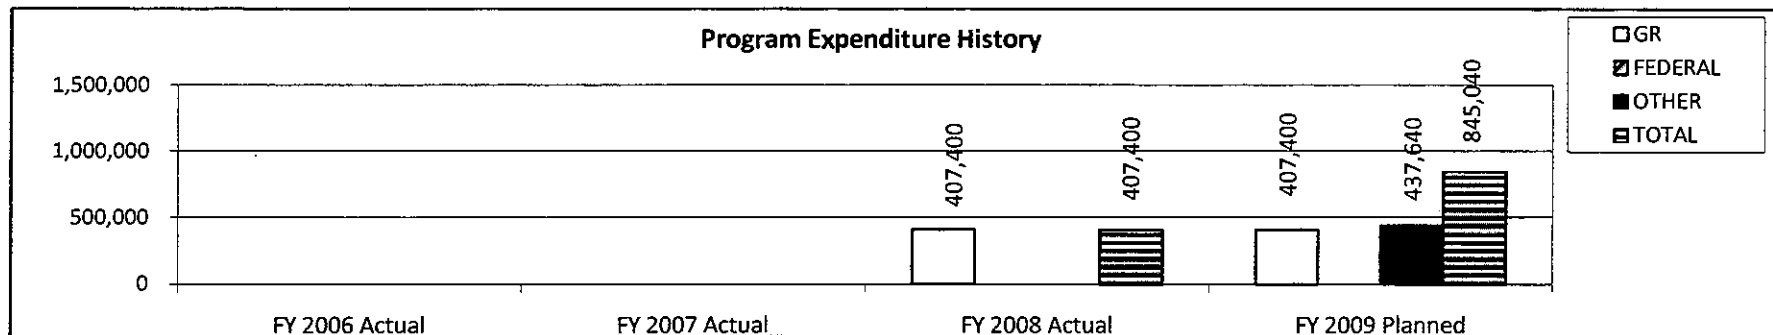 Program Expenditure History
GR
FEDERAL
OTHER
TOTAL
1,500,000
1,000,000
500,000
0
407,400
407,400
407,400
437,640
845,040
FY 2006 Actual
FY 2007 Actual
FY 2008 Actual
FY 2009 Planned